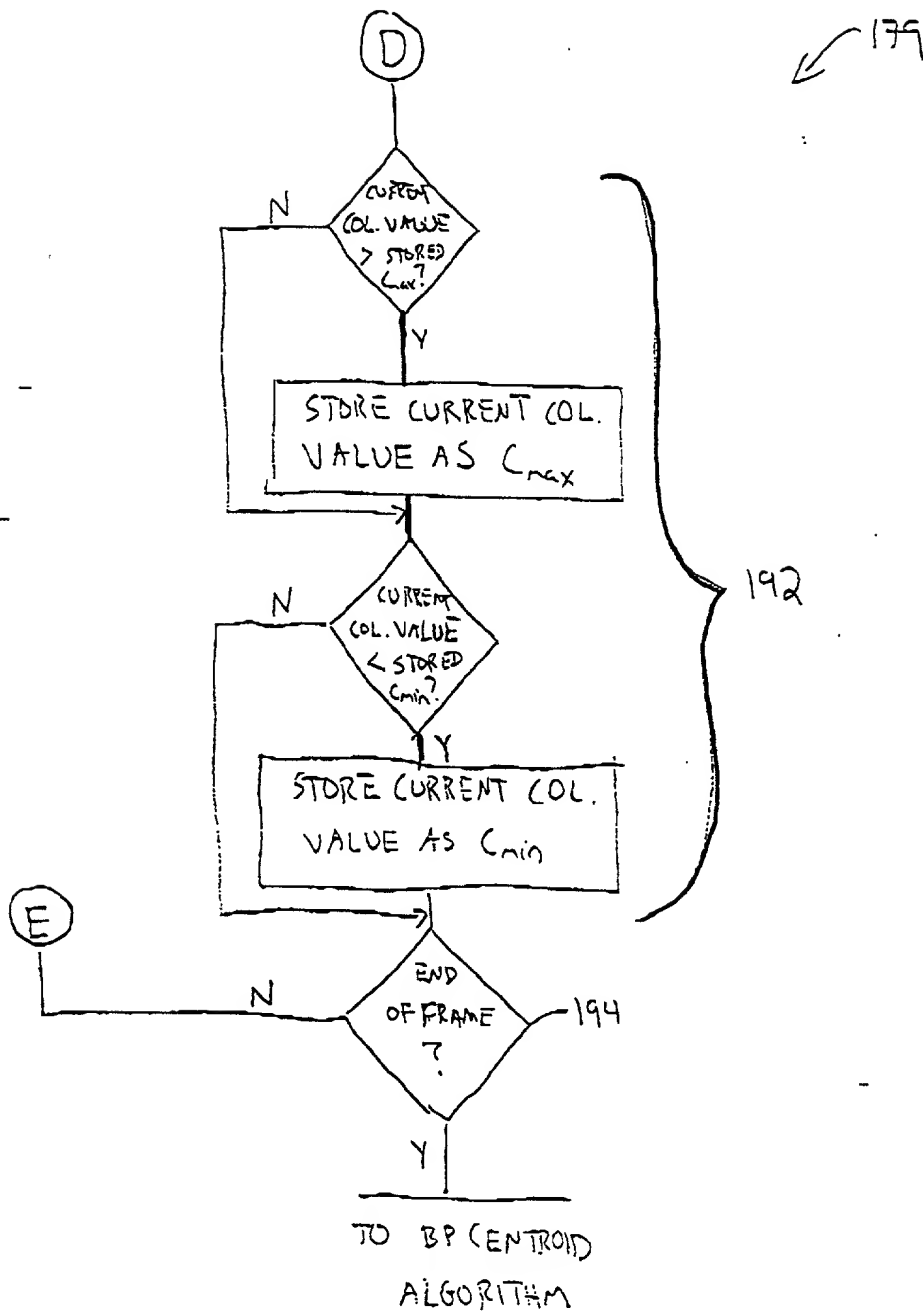 D
179
CURRENT
COL. VALUE
> STORED
Cmax?
N
Y
STORE CURRENT COL.
VALUE AS Cmax
192
CURRENT
COL. VALUE
< STORED
Cmin?
N
Y
STORE CURRENT COL.
VALUE AS Cmin
E
END
OF FRAME
?
N
194
Y
TO BP CENTROID
ALGORITHM